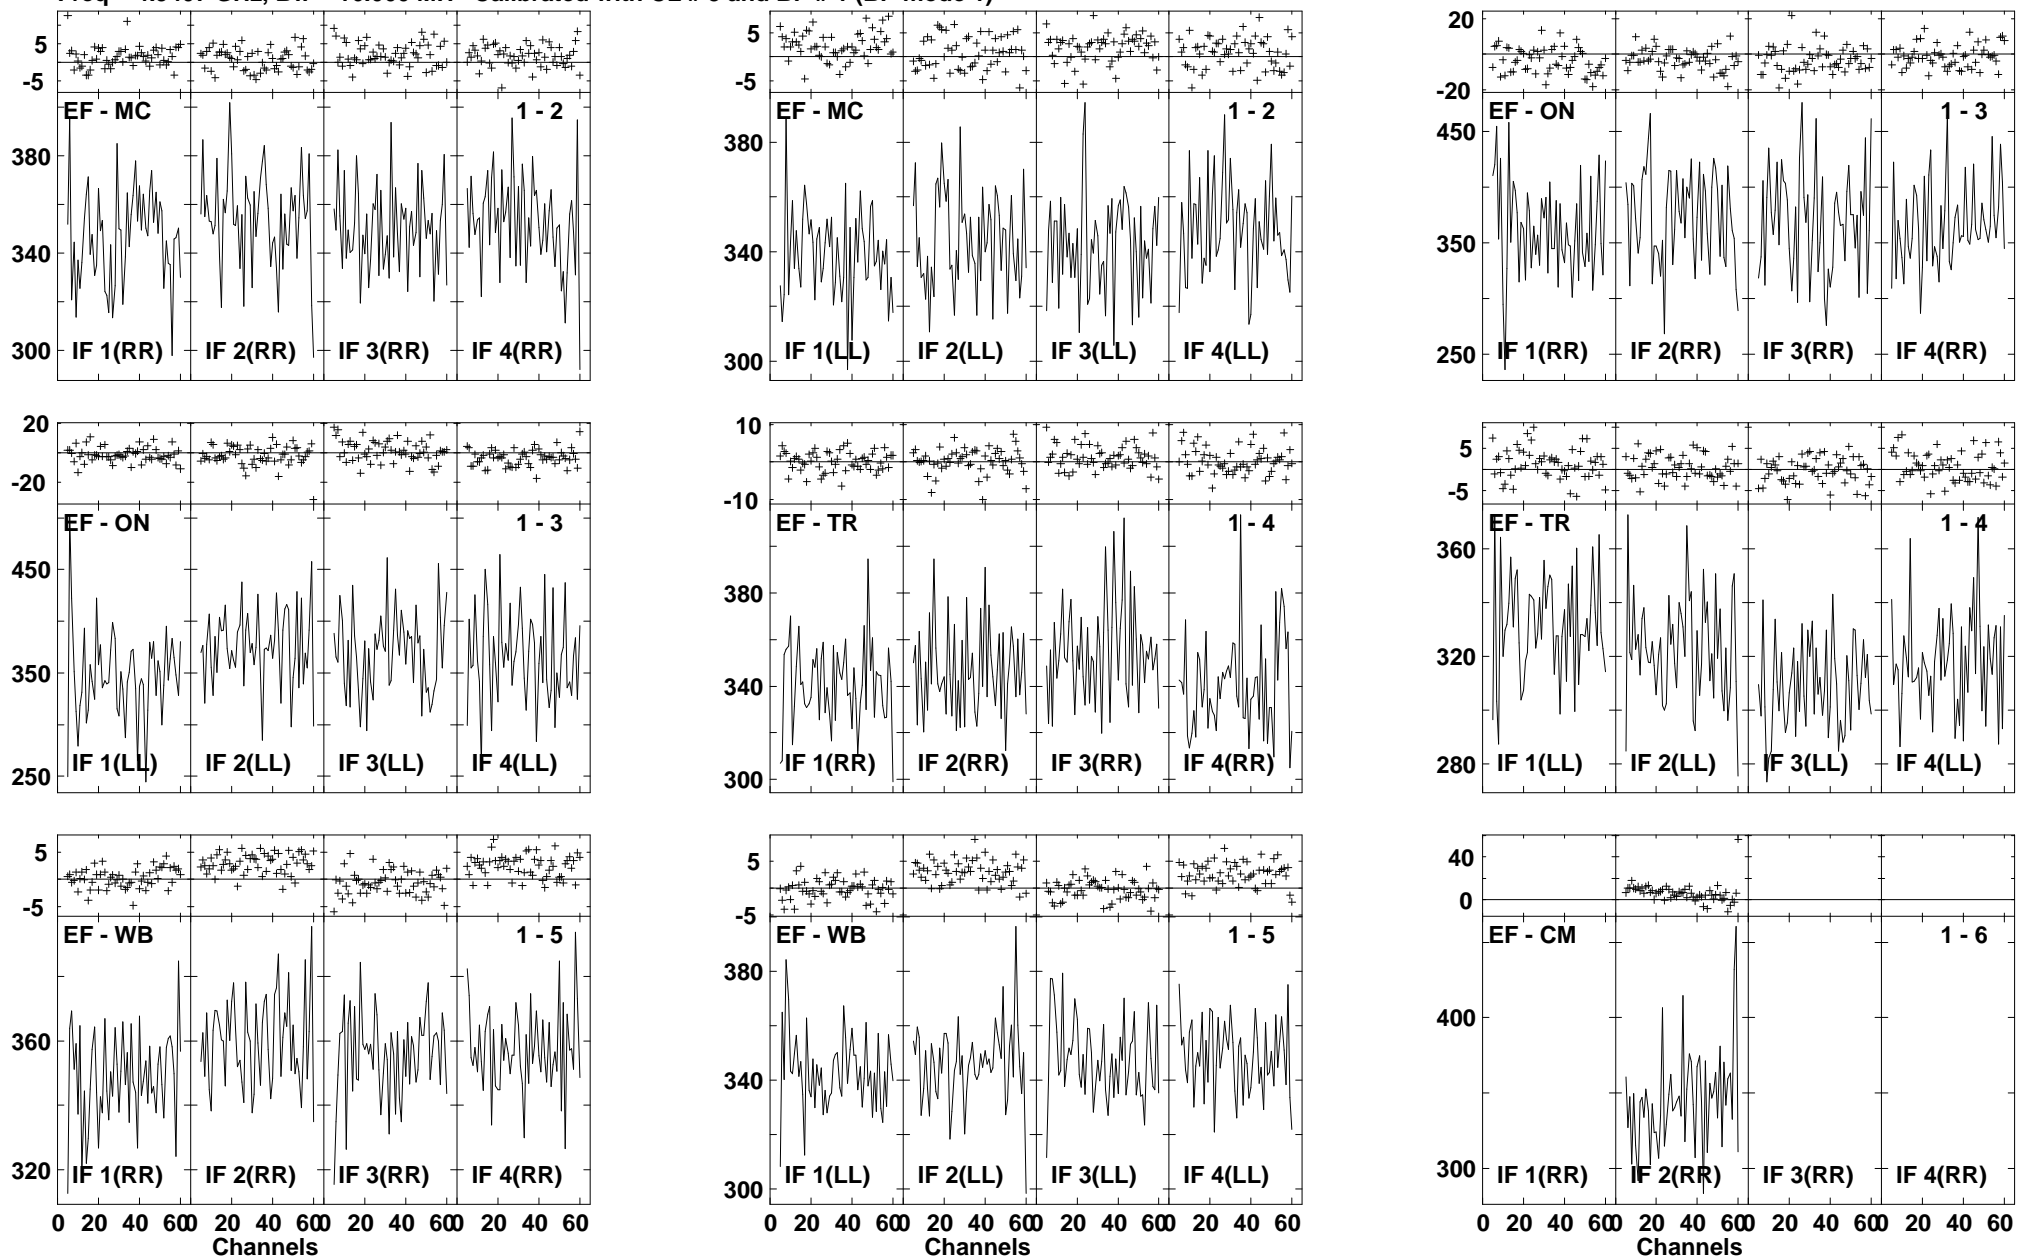 5 5 20
-5 -5 -20
EF - MC 1 - 2 EF - MC 1 - 2 EF - ON 1 - 3
380 380 450
340 340 350
300 300 250
IF 1(RR) IF 2(RR) IF 3(RR) IF 4(RR) IF 1(LL) IF 2(LL) IF 3(LL) IF 4(LL) IF 1(RR) IF 2(RR) IF 3(RR) IF 4(RR)
20 10 5
-20 -10 -5
EF - ON 1 - 3 EF - TR 1 - 4 EF - TR 1 - 4
450 380 360
350 340 320
250 300 280
IF 1(LL) IF 2(LL) IF 3(LL) IF 4(LL) IF 1(RR) IF 2(RR) IF 3(RR) IF 4(RR) IF 1(LL) IF 2(LL) IF 3(LL) IF 4(LL)
5 5 40
-5 -5 0
EF - WB 1 - 5 EF - WB 1 - 5 EF - CM 1 - 6
360 380 400
320 340 300
300
IF 1(RR) IF 2(RR) IF 3(RR) IF 4(RR) IF 1(LL) IF 2(LL) IF 3(LL) IF 4(LL) IF 1(RR) IF 2(RR) IF 3(RR) IF 4(RR)
0 20 40 60 0 20 40 60 0 20 40 60 0 20 40 60 0 20 40 60 0 20 40 60 0 20 40 60 0 20 40 60 0 20 40 60 0 20 40 60 0 20 40 60 0 20 40 60
Channels Channels Channels